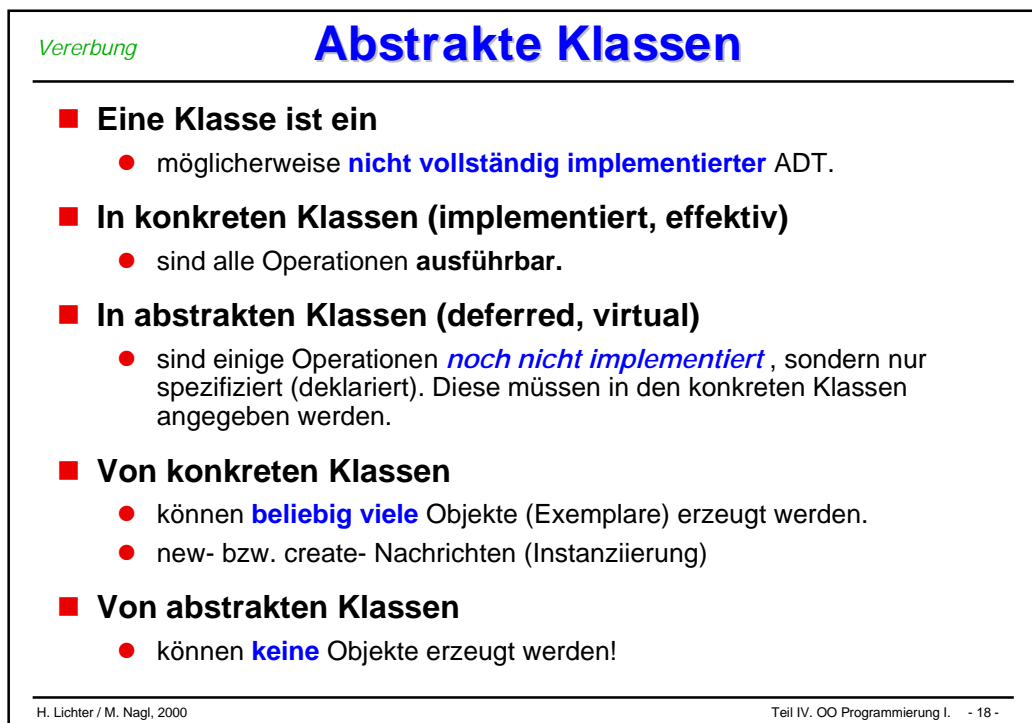 Vererbung
Abstrakte Klassen
Eine Klasse ist ein
möglicherweise nicht vollständig implementierter ADT.
In konkreten Klassen (implementiert, effektiv)
sind alle Operationen ausführbar.
In abstrakten Klassen (deferred, virtual)
sind einige Operationen noch nicht implementiert , sondern nur
spezifiziert (deklariert). Diese müssen in den konkreten Klassen
angegeben werden.
Von konkreten Klassen
können beliebig viele Objekte (Exemplare) erzeugt werden.
new- bzw. create- Nachrichten (Instanziierung)
Von abstrakten Klassen
können keine Objekte erzeugt werden!
H. Lichter / M. Nagl, 2000
Teil IV. OO Programmierung I. - 18 -